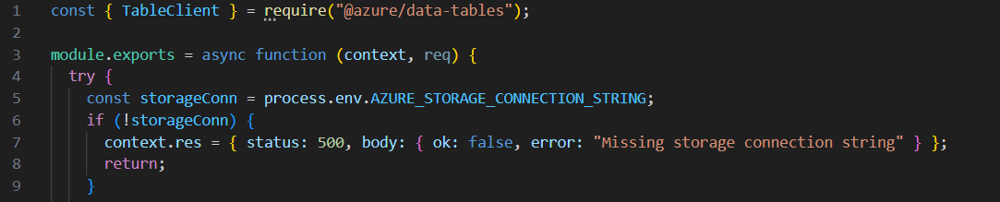 1 const { TableClient } = require("@azure/data-tables");
2
3 module.exports = async function (context, req) {
4 try {
5 const storageConn = process.env.AZURE_STORAGE_CONNECTION_STRING;
6 if (!storageConn) {
7 context.res = { status: 500, body: { ok: false, error: "Missing storage connection string" } };
8 return;
9 }